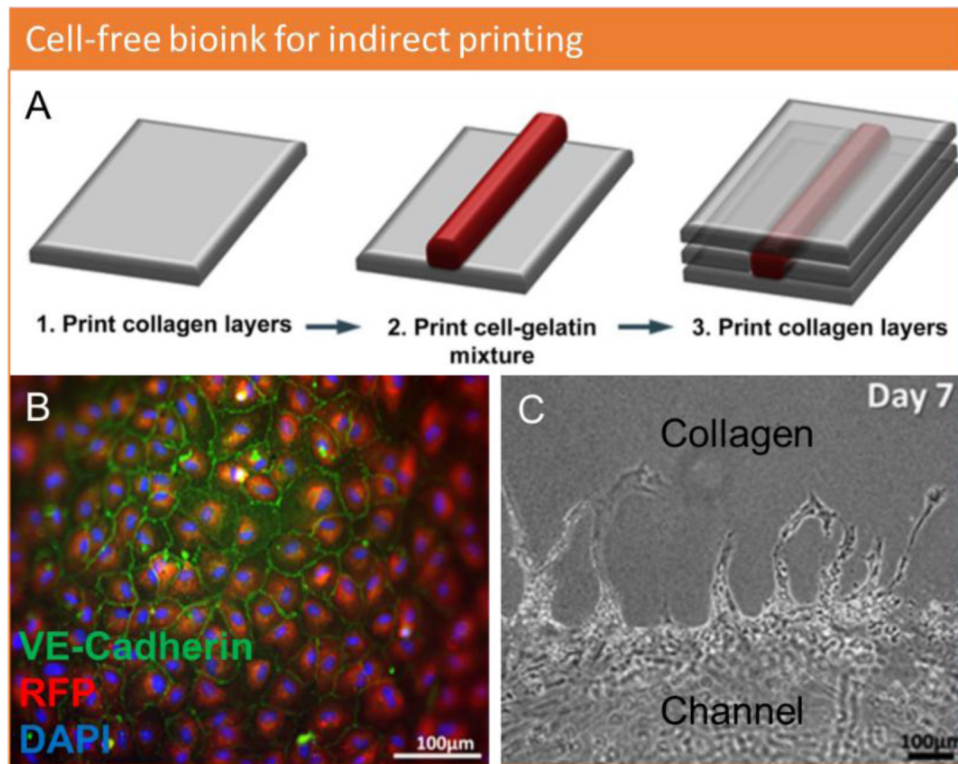 Cell-free bioink for indirect printing
A
1. Print collagen layers
2. Print cell-gelatin
mixture
3. Print collagen layers
B
VE-Cadherin
RFP
DAPI
100μm
C
Day 7
Collagen
Channel
100μm